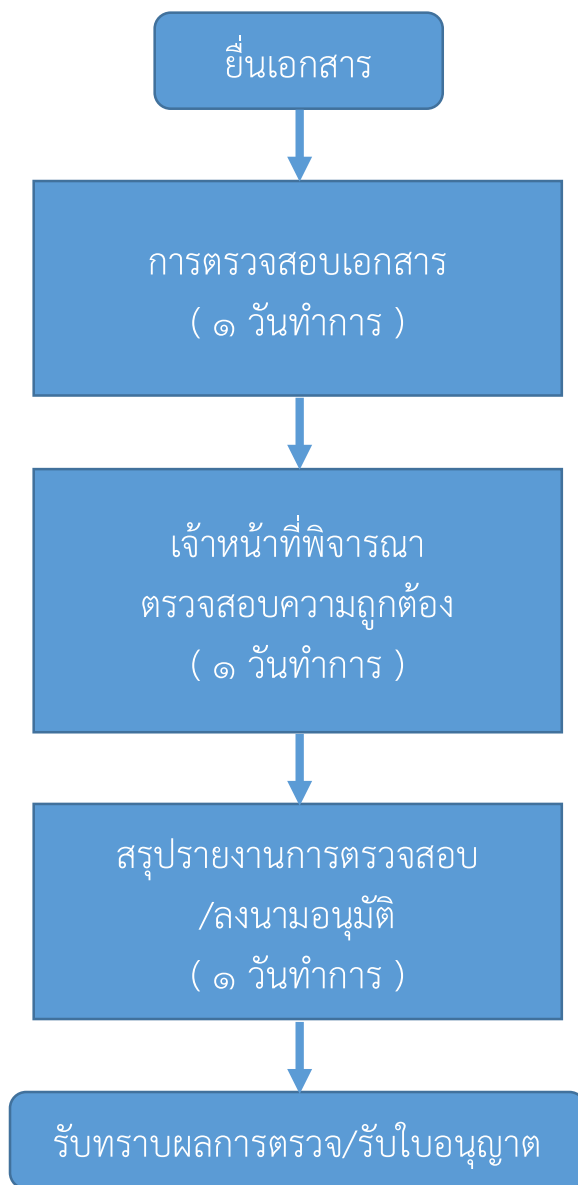 ยื่นเอกสาร
การตรวจสอบเอกสาร
( ๑ วันทำการ )
เจ้าหน้าที่พิจารณา
ตรวจสอบความถูกต้อง
( ๑ วันทำการ )
สรุปรายงานการตรวจสอบ
/ลงนามอนุมัติ
( ๑ วันทำการ )
รับทราบผลการตรวจ/รับใบอนุญาต